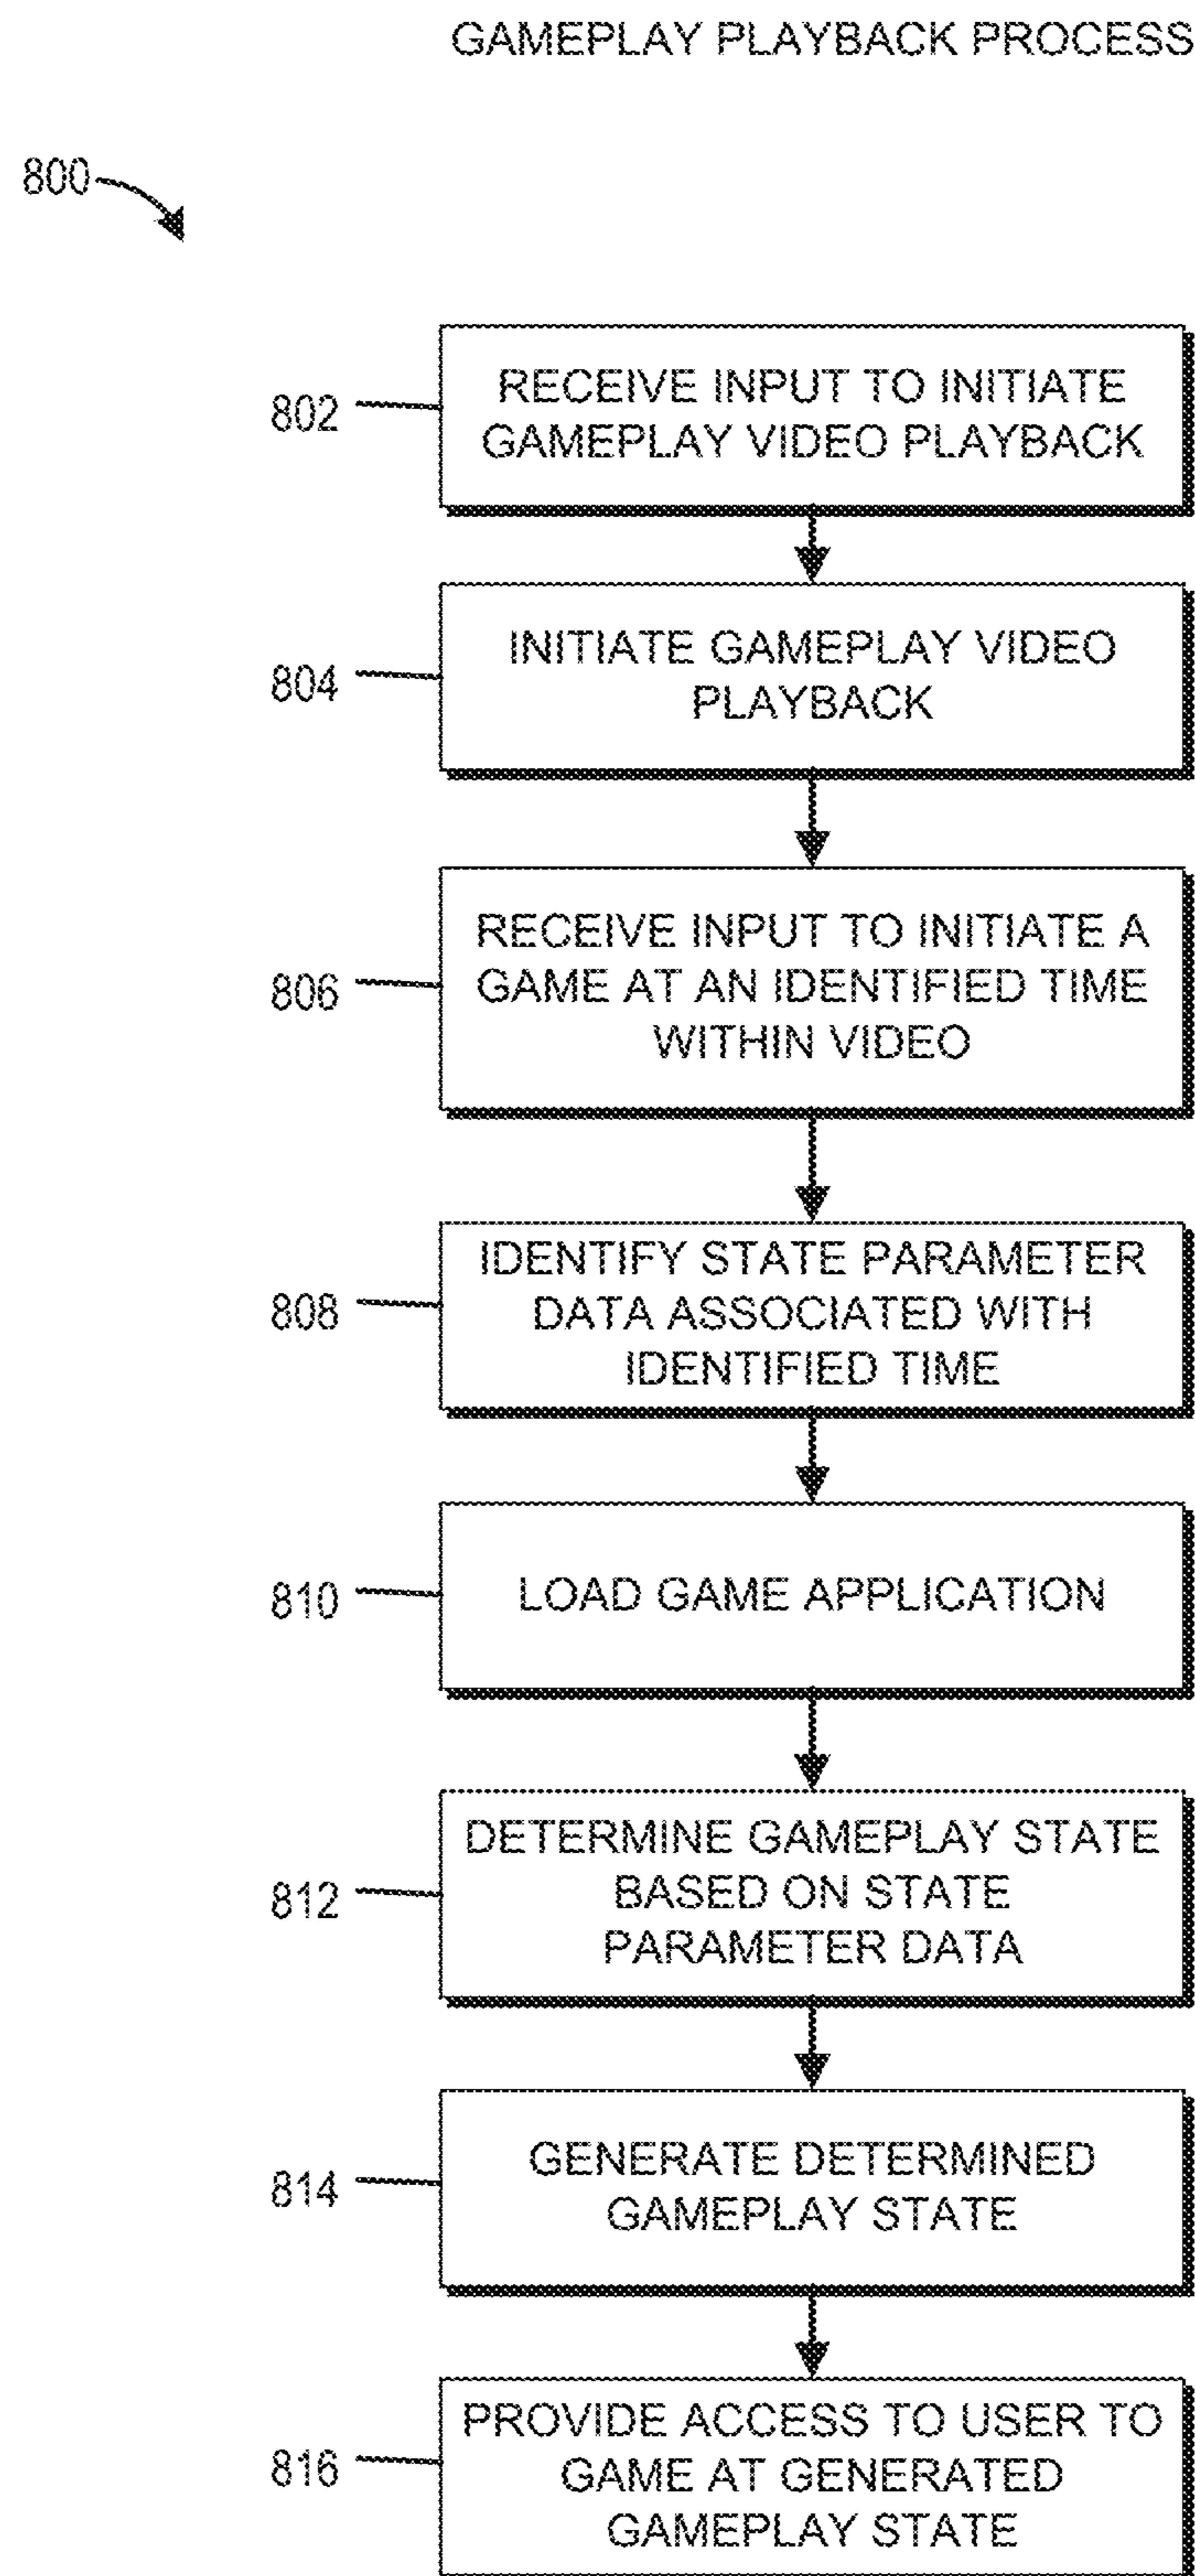 GAMEPLAY PLAYBACK PROCESS
800
802
RECEIVE INPUT TO INITIATE
GAMEPLAY VIDEO PLAYBACK
804
INITIATE GAMEPLAY VIDEO
PLAYBACK
806
RECEIVE INPUT TO INITIATE A
GAME AT AN IDENTIFIED TIME
WITHIN VIDEO
808
IDENTIFY STATE PARAMETER
DATA ASSOCIATED WITH
IDENTIFIED TIME
810
LOAD GAME APPLICATION
812
DETERMINE GAMEPLAY STATE
BASED ON STATE
PARAMETER DATA
814
GENERATE DETERMINED
GAMEPLAY STATE
816
PROVIDE ACCESS TO USER TO
GAME AT GENERATED
GAMEPLAY STATE